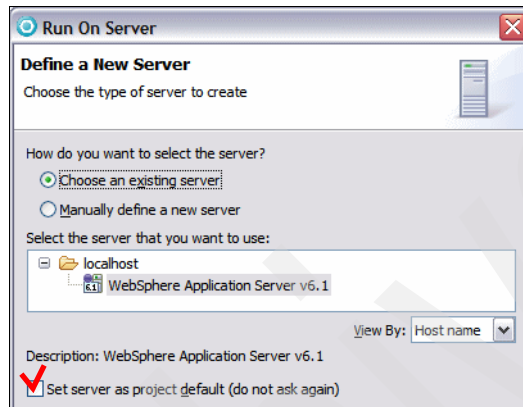 Run On Server
Define a New Server
Choose the type of server to create
How do you want to select the server?
Choose an existing server
Manually define a new server
Select the server that you want to use:
localhost
6.1 WebSphere Application Server v6.1
View By: Host name
Description: WebSphere Application Server v6.1
Set server as project default (do not ask again)